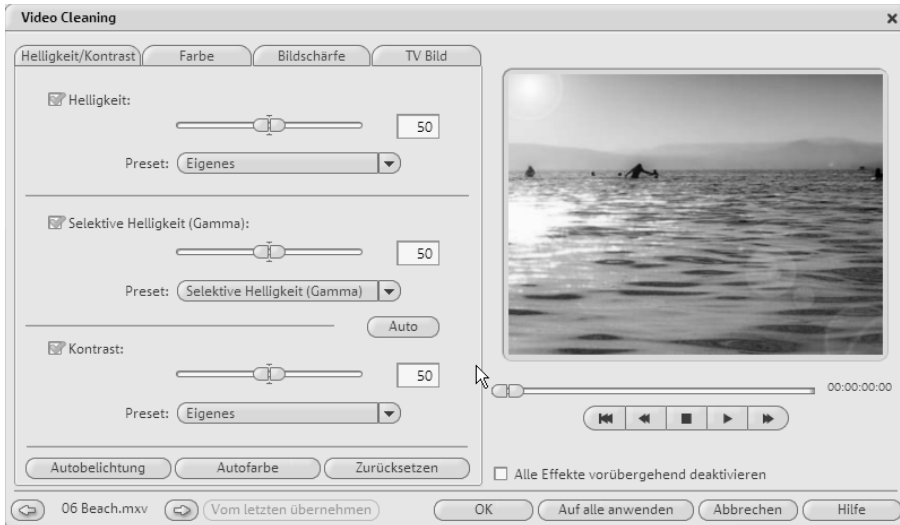 Video Cleaning
Helligkeit/Kontrast Farbe Bildschärfe TV Bild
Helligkeit:
50
Preset: Eigenes
Selektive Helligkeit (Gamma):
50
Preset: Selektive Helligkeit (Gamma)
Auto
Kontrast:
50
Preset: Eigenes
Autobelichtung Autofarbe Zurücksetzen
00:00:00:00
Alle Effekte vorübergehend deaktivieren
06 Beach.mxv Vom letzten übernehmen OK Auf alle anwenden Abbrechen Hilfe